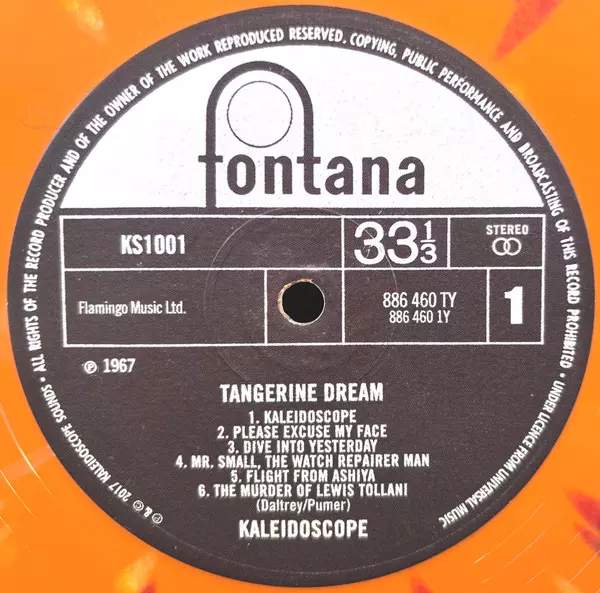 · ALL RIGHTS OF THE RECORD PRODUCER AND OF THE OWNER OF THE WORK REPRODUCED RESERVED. COPYING, PUBLIC PERFORMANCE AND BROADCASTING OF THIS RECORD PROHIBITED · UNDER LICENCE FROM UNIVERSAL MUSIC
fontana
KS1001
33 1/3
STEREO
Flamingo Music Ltd.
886 460 TY
886 460 1Y
1
℗ 1967
TANGERINE DREAM
1. KALEIDOSCOPE
2. PLEASE EXCUSE MY FACE
3. DIVE INTO YESTERDAY
4. MR. SMALL, THE WATCH REPAIRER MAN
5. FLIGHT FROM ASHIYA
6. THE MURDER OF LEWIS TOLLANI
(Daltrey/Pumer)
KALEIDOSCOPE
℗ & © 2017 KALEIDOSCOPE SOUNDS